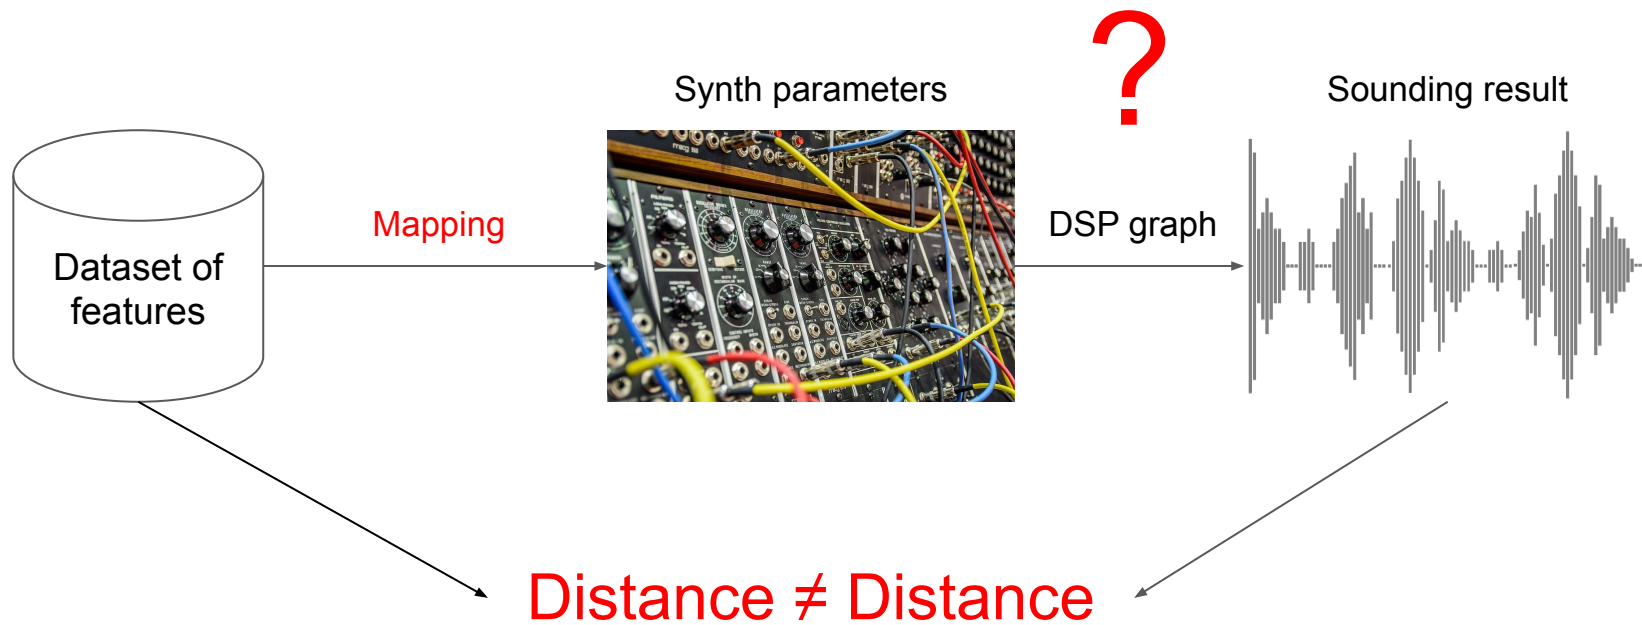 ?
Synth parameters
Sounding result
Mapping
DSP graph
Dataset of
features
Distance ≠ Distance